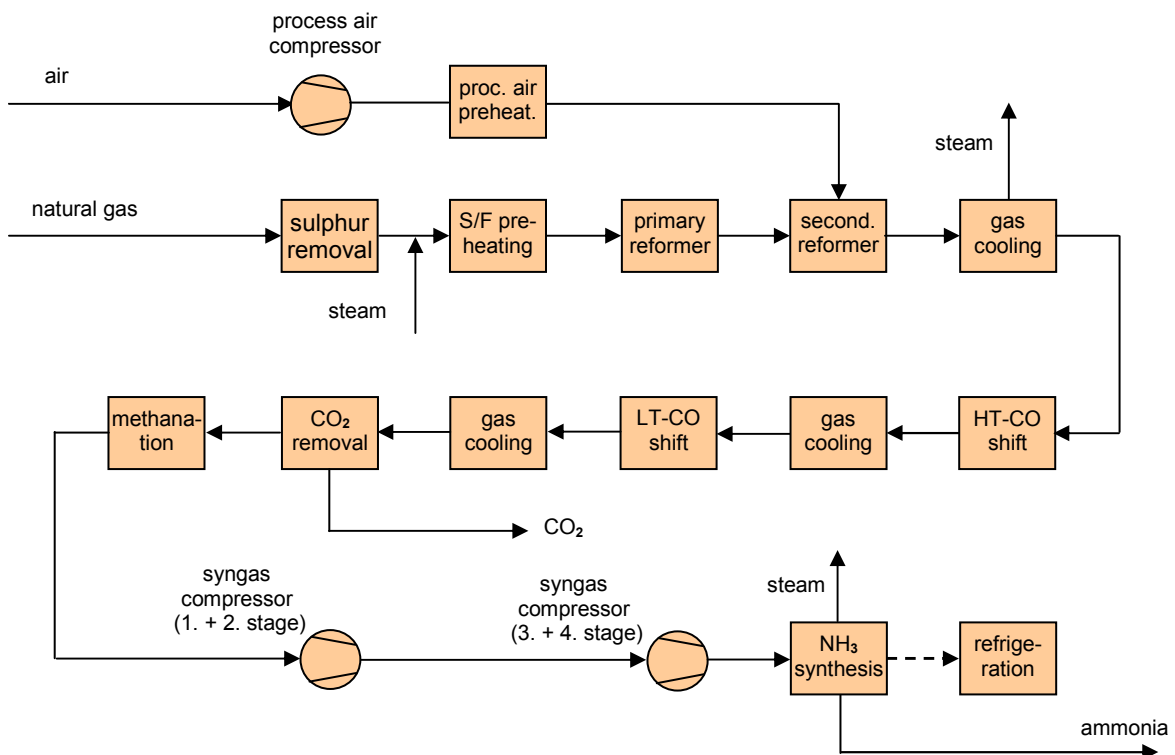 process air
compressor
air
proc. air
preheat.
steam
natural gas
sulphur
removal
S/F pre-
heating
primary
reformer
second.
reformer
gas
cooling
steam
methana-
tion
CO₂
removal
gas
cooling
LT-CO
shift
gas
cooling
HT-CO
shift
CO₂
syngas
compressor
(1. + 2. stage)
syngas
compressor
(3. + 4. stage)
steam
NH₃
synthesis
refrige-
ration
ammonia